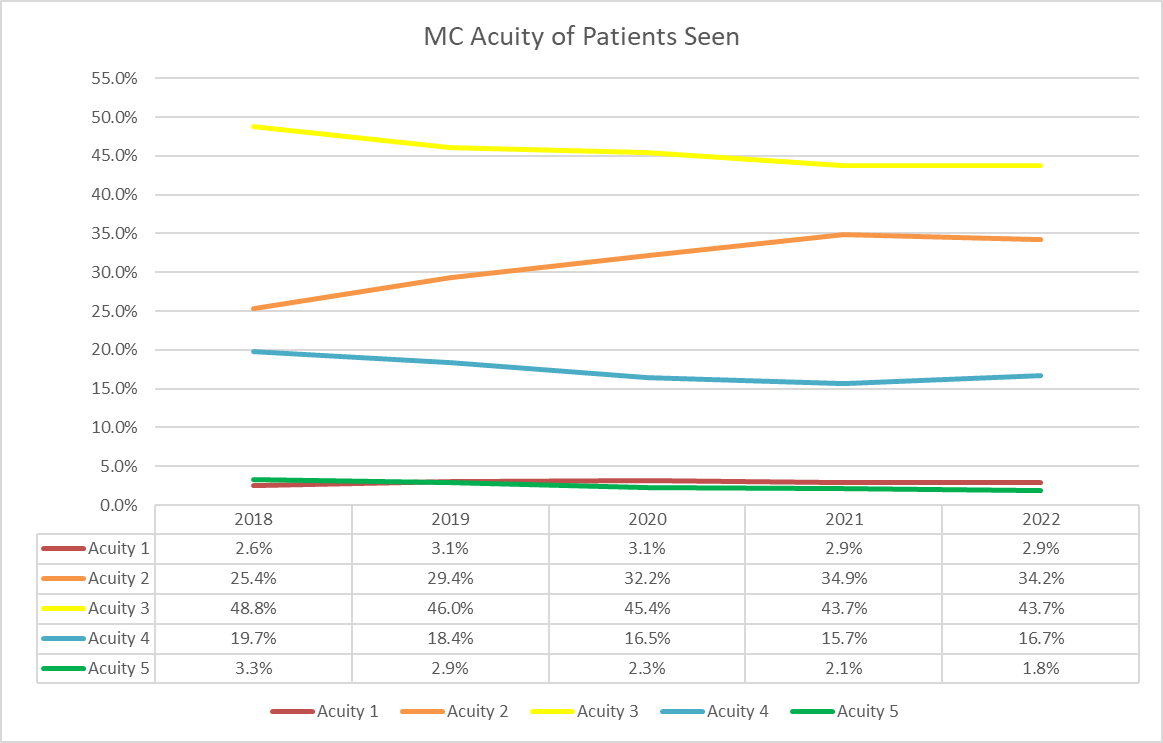 MC Acuity of Patients Seen
55.0%
50.0%
45.0%
40.0%
35.0%
30.0%
25.0%
20.0%
15.0%
10.0%
5.0%
0.0%
2018 2019 2020 2021 2022
Acuity 1 2.6% 3.1% 3.1% 2.9% 2.9%
Acuity 2 25.4% 29.4% 32.2% 34.9% 34.2%
Acuity 3 48.8% 46.0% 45.4% 43.7% 43.7%
Acuity 4 19.7% 18.4% 16.5% 15.7% 16.7%
Acuity 5 3.3% 2.9% 2.3% 2.1% 1.8%
Acuity 1 Acuity 2 Acuity 3 Acuity 4 Acuity 5